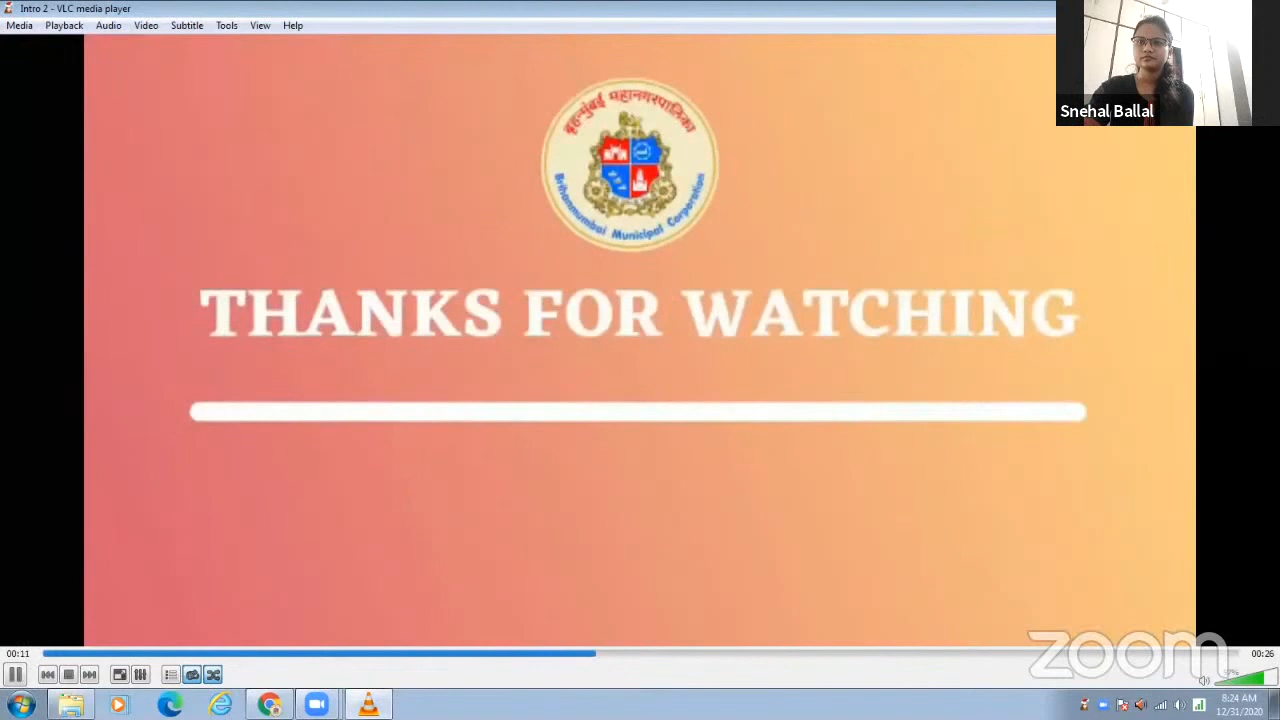 Intro 2 - VLC media player
Media Playback Audio Video Subtitle Tools View Help
Snehal Ballal
बृहन्मुंबई महानगरपालिका
Brihanmumbai Municipal Corporation
THANKS FOR WATCHING
zoom
00:11
00:26
8:24 AM
12/31/2020